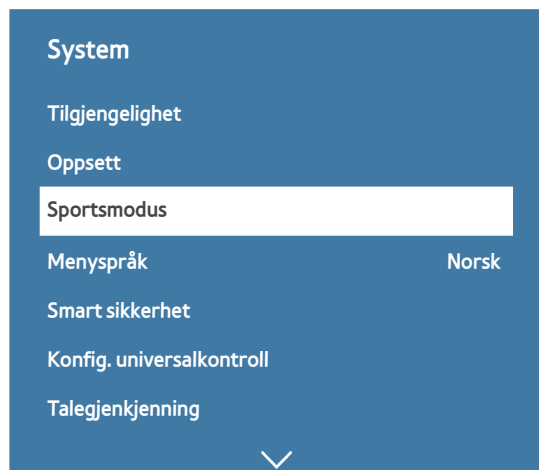 System
Tilgjengelighet
Oppsett
Sportsmodus
Menyspråk Norsk
Smart sikkerhet
Konfig. universalkontroll
Talegjenkjenning